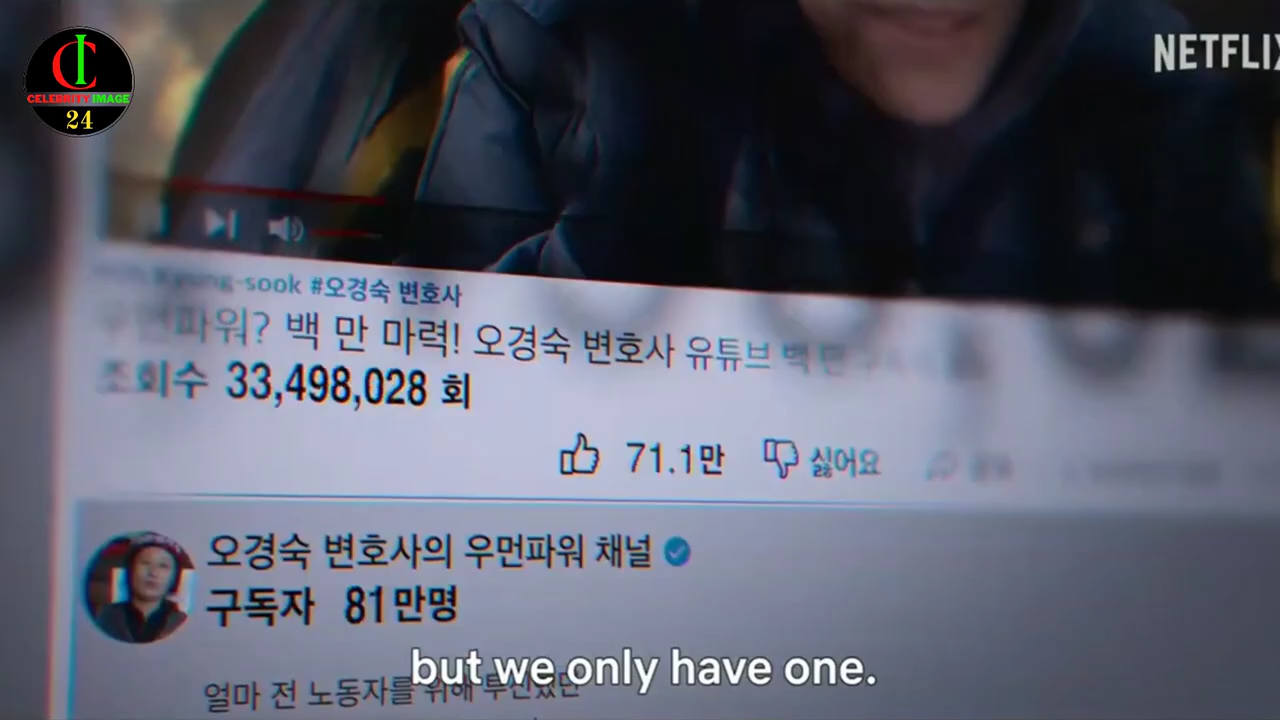 CI
CELEBRITY IMAGE
24
NETFLIX
#오경숙 변호사
우먼파워? 백 만 마력! 오경숙 변호사 유튜브 백 만
조회수 33,498,028 회
71.1만 싫어요
오경숙 변호사의 우먼파워 채널
구독자 81만명
얼마 전 노동자를 위해
but we only have one.